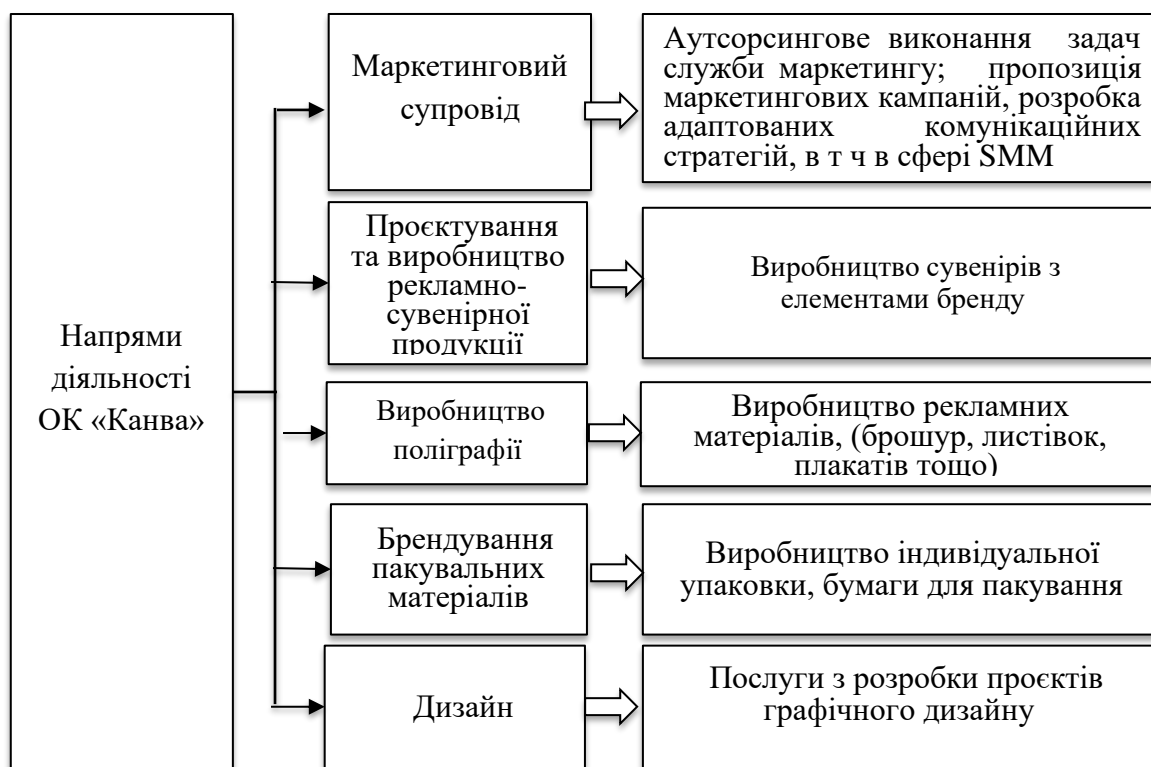 Напрями
діяльності
ОК «Канва»
Маркетинговий
супровід
Аутсорсингове виконання задач
служби маркетингу; пропозиція
маркетингових кампаній, розробка
адаптованих комунікаційних
стратегій, в т ч в сфері SMM
Проєктування
та виробництво
рекламно-
сувенірної
продукції
Виробництво сувенірів з
елементами бренду
Виробництво
поліграфії
Виробництво рекламних
матеріалів, (брошур, листівок,
плакатів тощо)
Брендування
пакувальних
матеріалів
Виробництво індивідуальної
упаковки, бумаги для пакування
Дизайн
Послуги з розробки проєктів
графічного дизайну